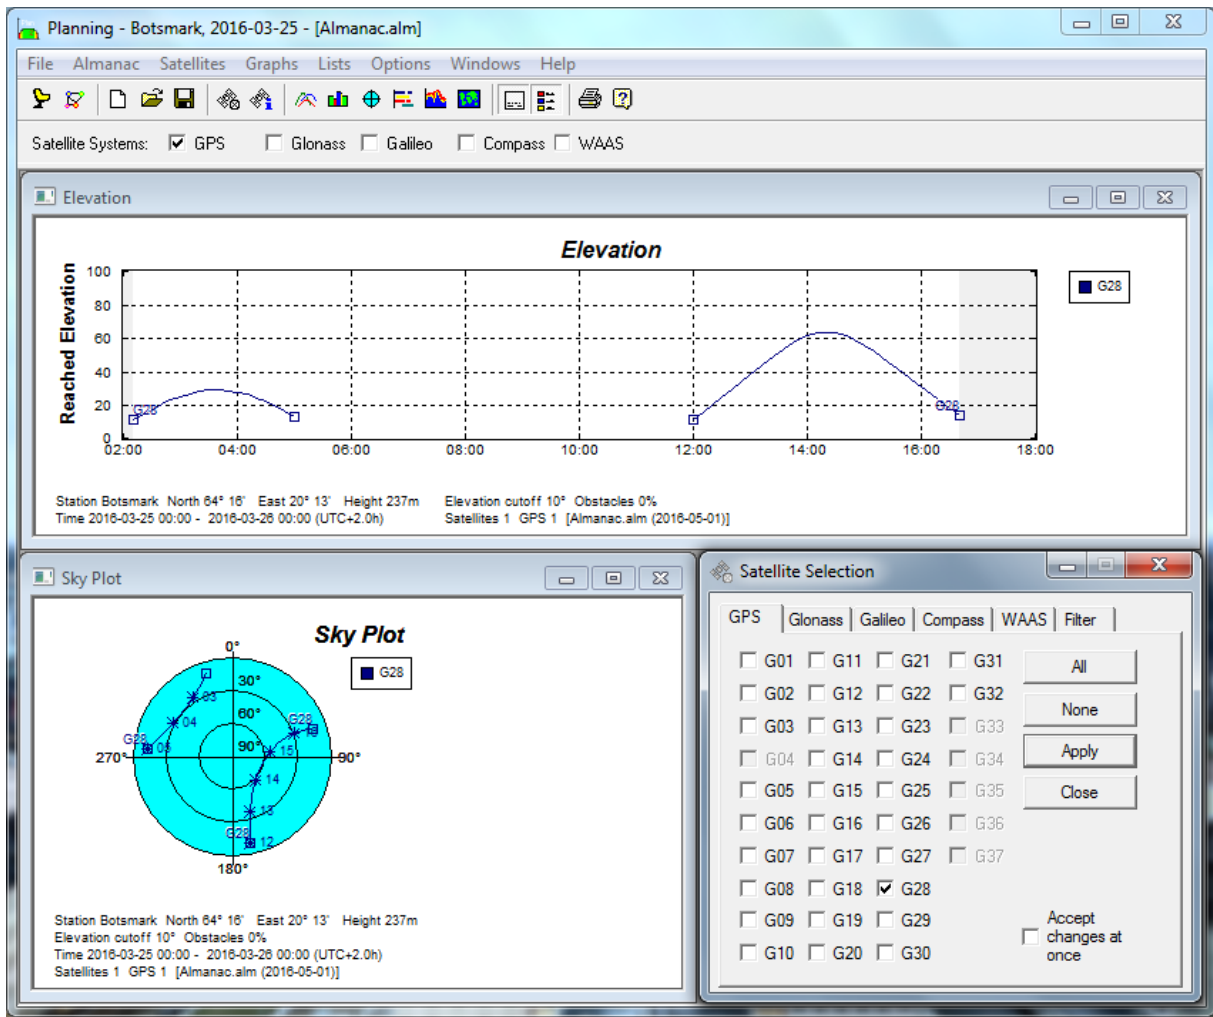 Planning - Botsmark, 2016-03-25 - [Almanac.alm]
File Almanac Satellites Graphs Lists Options Windows Help
Satellite Systems: GPS Glonass Galileo Compass WAAS
Elevation
Elevation
Reached Elevation
100
80
60
40
20
0
G28
G28
G28
02:00 04:00 06:00 08:00 10:00 12:00 14:00 16:00 18:00
Station Botsmark North 64° 16' East 20° 13' Height 237m Elevation cutoff 10° Obstacles 0%
Time 2016-03-25 00:00 - 2016-03-26 00:00 (UTC+2.0h) Satellites 1 GPS 1 [Almanac.alm (2016-05-01)]
Sky Plot
Sky Plot
G28
0°
30°
60°
90°
270°
90°
180°
03
04
G28
05
G28
16
15
14
13
G28
12
Station Botsmark North 64° 16' East 20° 13' Height 237m
Elevation cutoff 10° Obstacles 0%
Time 2016-03-25 00:00 - 2016-03-26 00:00 (UTC+2.0h)
Satellites 1 GPS 1 [Almanac.alm (2016-05-01)]
Satellite Selection
GPS Glonass Galileo Compass WAAS Filter
G01 G11 G21 G31
G02 G12 G22 G32
G03 G13 G23 G33
G04 G14 G24 G34
G05 G15 G25 G35
G06 G16 G26 G36
G07 G17 G27 G37
G08 G18 G28
G09 G19 G29
G10 G20 G30
All
None
Apply
Close
Accept
changes at
once